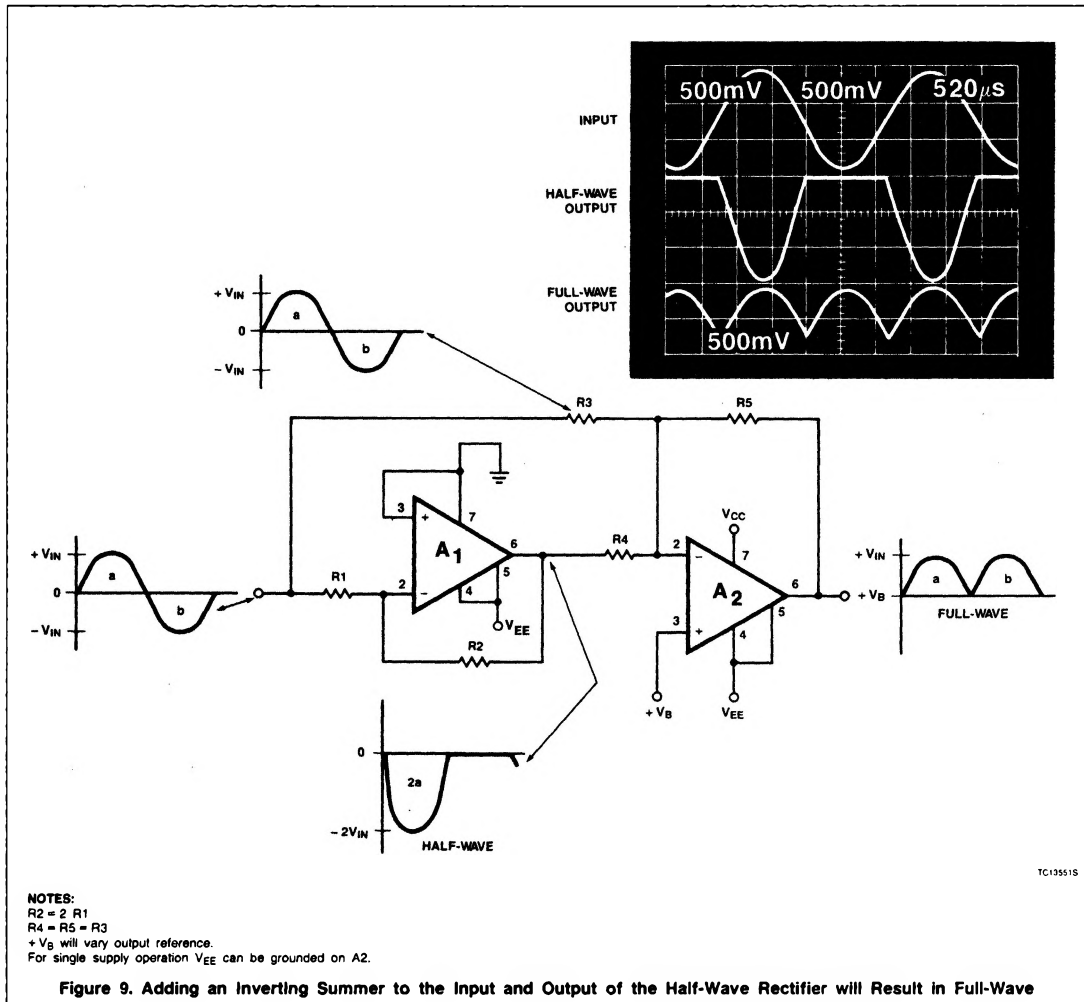 500mV 500mV 520µs
INPUT
HALF-WAVE
OUTPUT
FULL-WAVE
OUTPUT
500mV
+ VIN
a
0
b
- VIN
R3
R5
3
+
7
VCC
+ VIN
a
0
b
- VIN
R1
A1
6
R4
2
-
7
2
-
4
5
VEE
A2
6
+ VIN
a
b
+ VB
FULL-WAVE
3
+
4
5
R2
+ VB
VEE
0
2a
- 2VIN
HALF-WAVE
TC13551S
NOTES:
R2 = 2 R1
R4 = R5 = R3
+ VB will vary output reference.
For single supply operation VEE can be grounded on A2.
Figure 9. Adding an Inverting Summer to the Input and Output of the Half-Wave Rectifier will Result in Full-Wave